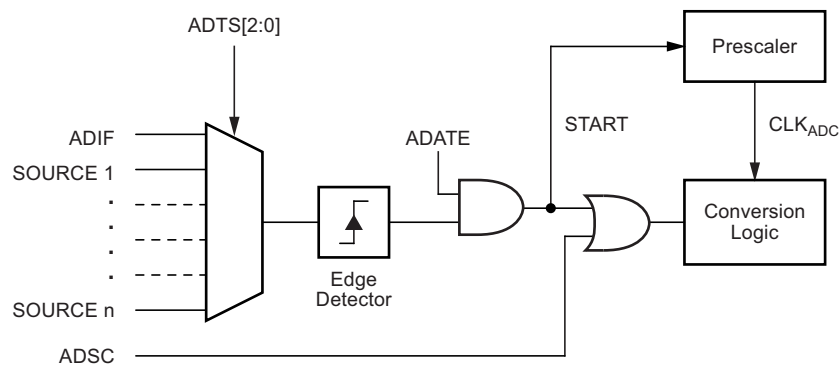 ADTS[2:0]
Prescaler
START
CLKADC
ADIF
ADATE
SOURCE 1
.
.
.
.
Conversion
Logic
Edge
Detector
SOURCE n
ADSC